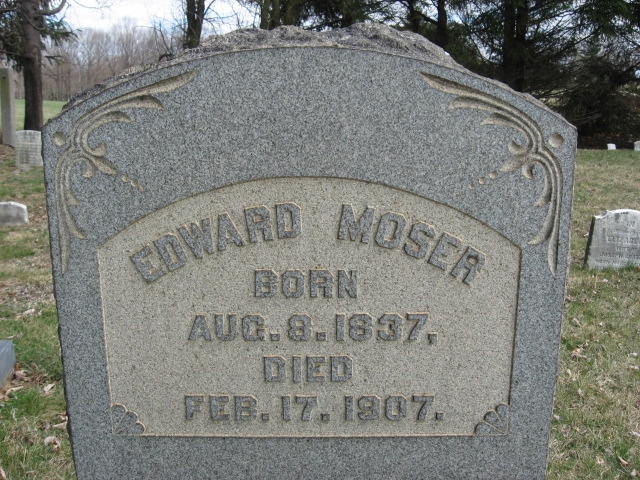 EDWARD MOSER
BORN
AUG. 8. 1837,
DIED
FEB. 17. 1907.